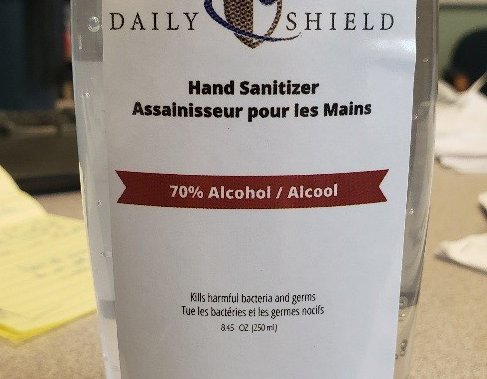 DAILY SHIELD
Hand Sanitizer
Assainisseur pour les Mains
70% Alcohol / Alcool
Kills harmful bacteria and germs
Tue les bactéries et les germes nocifs
8.45 OZ. (250 ml)